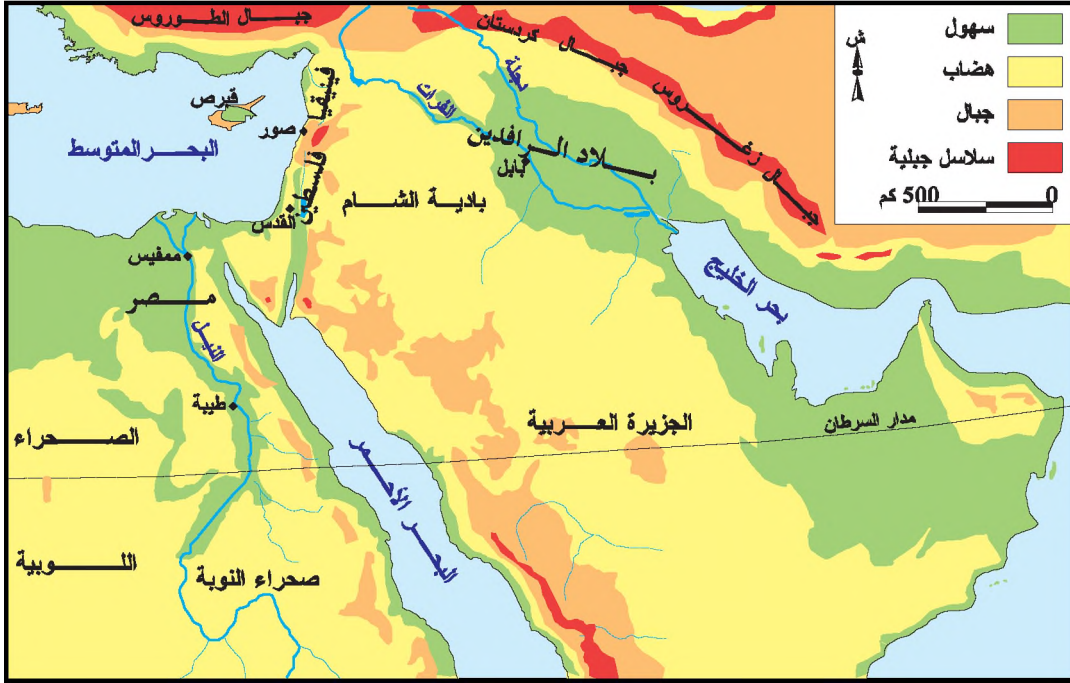 سهول
هضاب
جبال
سلاسل جبلية
0
500 كم
ش
جبال الطوروس
جبال كردستان
جبال زغروس
دجلة
الفرات
بلاد الرافدين
بابل
فينيقيا
قبرص
صور
البحر المتوسط
فلسطين
القدس
بادية الشام
ممفيس
مصر
النيل
بحر الخليج
طيبة
الجزيرة العربية
مدار السرطان
الصحراء
البحر الأحمر
اللوبية
صحراء النوبة